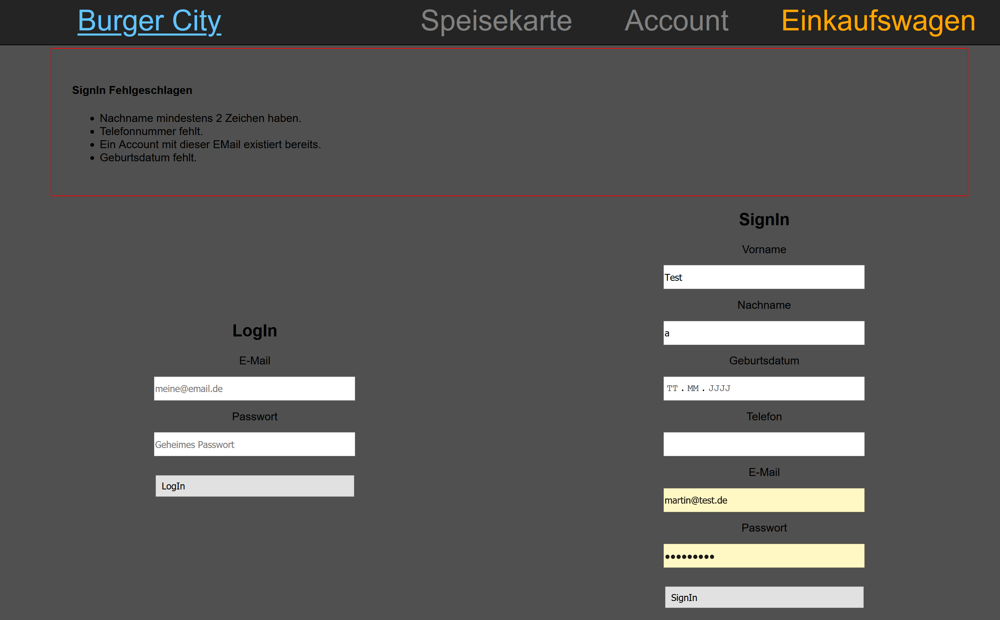 Burger City Speisekarte Account Einkaufswagen
SignIn Fehlgeschlagen
Nachname mindestens 2 Zeichen haben.
Telefonnummer fehlt.
Ein Account mit dieser EMail existiert bereits.
Geburtsdatum fehlt.
LogIn
E-Mail
meine@email.de
Passwort
Geheimes Passwort
LogIn
SignIn
Vorname
Test
Nachname
a
Geburtsdatum
TT . MM . JJJJ
Telefon
E-Mail
martin@test.de
Passwort
•••••••••
SignIn